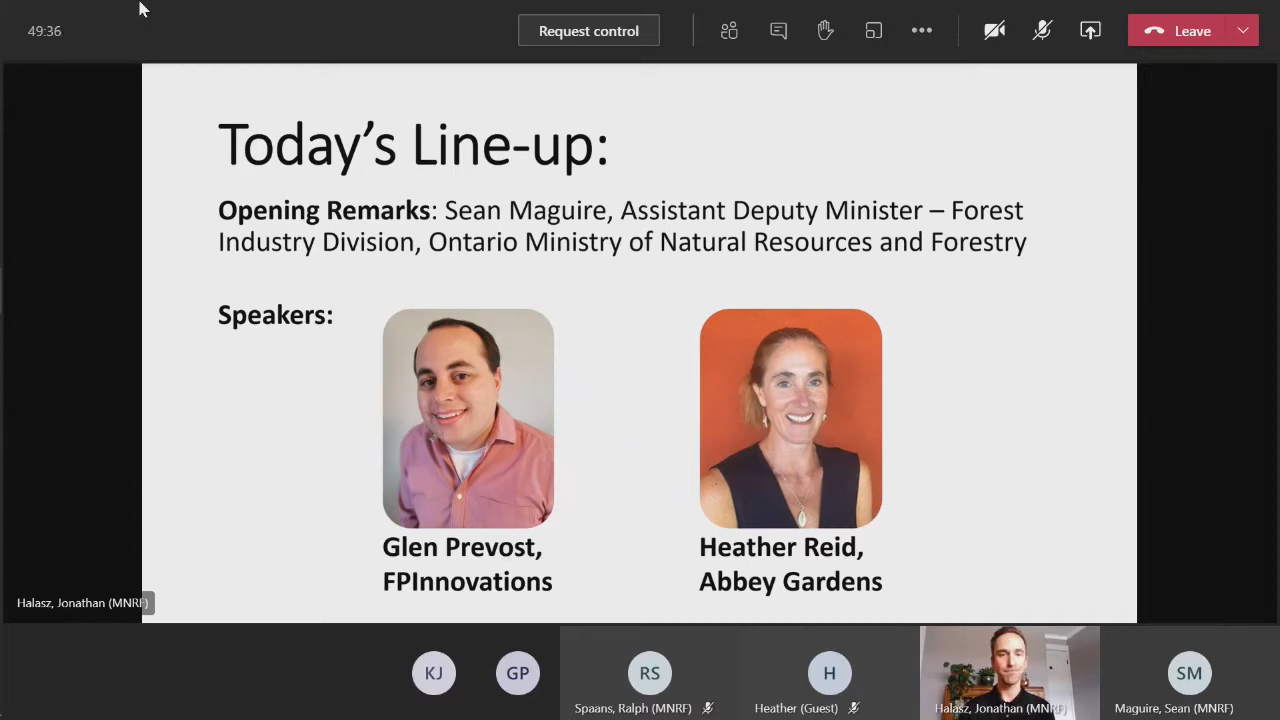 49:36
Request control
Leave
Today's Line-up:
Opening Remarks: Sean Maguire, Assistant Deputy Minister – Forest
Industry Division, Ontario Ministry of Natural Resources and Forestry
Speakers:
Glen Prevost,
FPInnovations
Heather Reid,
Abbey Gardens
Halasz, Jonathan (MNRF)
KJ
GP
RS
Spaans, Ralph (MNRF)
H
Heather (Guest)
Halasz, Jonathan (MNRF)
SM
Maguire, Sean (MNRF)